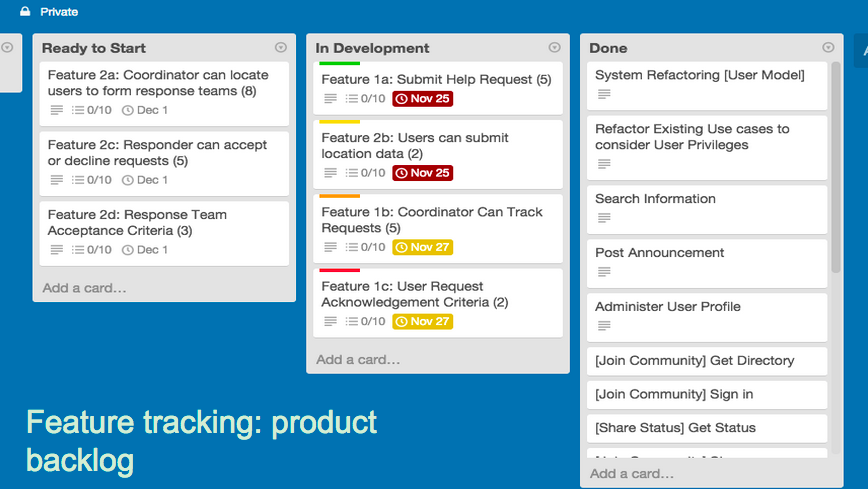 Private
Ready to Start
Feature 2a: Coordinator can locate
users to form response teams (8)
0/10 Dec 1
Feature 2c: Responder can accept
or decline requests (5)
0/10 Dec 1
Feature 2d: Response Team
Acceptance Criteria (3)
0/10 Dec 1
Add a card...
In Development
Feature 1a: Submit Help Request (5)
0/10 Nov 25
Feature 2b: Users can submit
location data (2)
0/10 Nov 25
Feature 1b: Coordinator Can Track
Requests (5)
0/10 Nov 27
Feature 1c: User Request
Acknowledgement Criteria (2)
0/10 Nov 27
Add a card...
Done
System Refactoring [User Model]
Refactor Existing Use cases to
consider User Privileges
Search Information
Post Announcement
Administer User Profile
[Join Community] Get Directory
[Join Community] Sign in
[Share Status] Get Status
Add a card...
Feature tracking: product
backlog